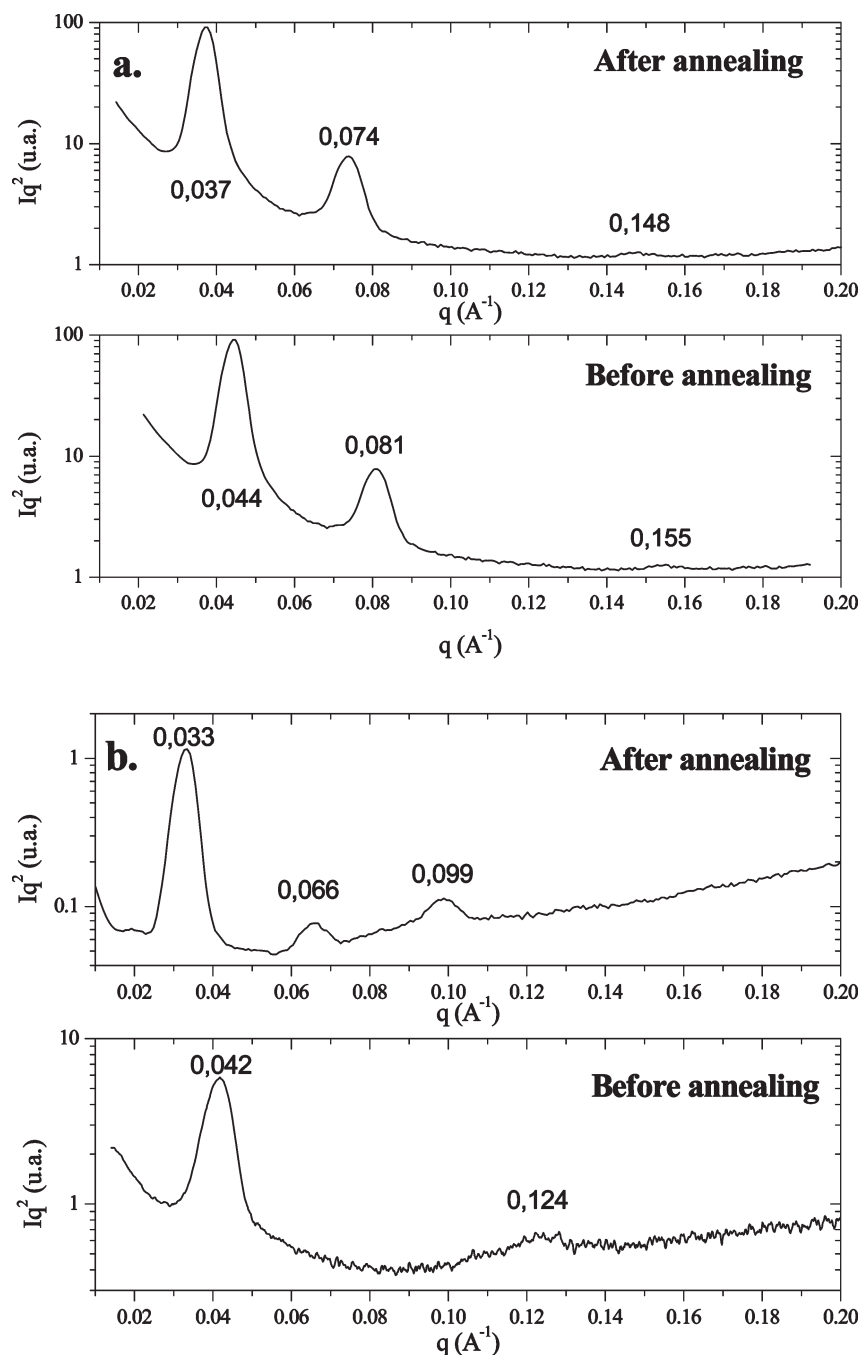 a.
After annealing
100
10
1
Iq² (u.a.)
0,037
0,074
0,148
0.02 0.04 0.06 0.08 0.10 0.12 0.14 0.16 0.18 0.20
q (A⁻¹)
Before annealing
100
10
1
Iq² (u.a.)
0,044
0,081
0,155
0.02 0.04 0.06 0.08 0.10 0.12 0.14 0.16 0.18 0.20
q (A⁻¹)
b.
After annealing
1
0.1
Iq² (u.a.)
0,033
0,066
0,099
0.02 0.04 0.06 0.08 0.10 0.12 0.14 0.16 0.18 0.20
q (A⁻¹)
Before annealing
10
1
Iq² (u.a.)
0,042
0,124
0.02 0.04 0.06 0.08 0.10 0.12 0.14 0.16 0.18 0.20
q (A⁻¹)